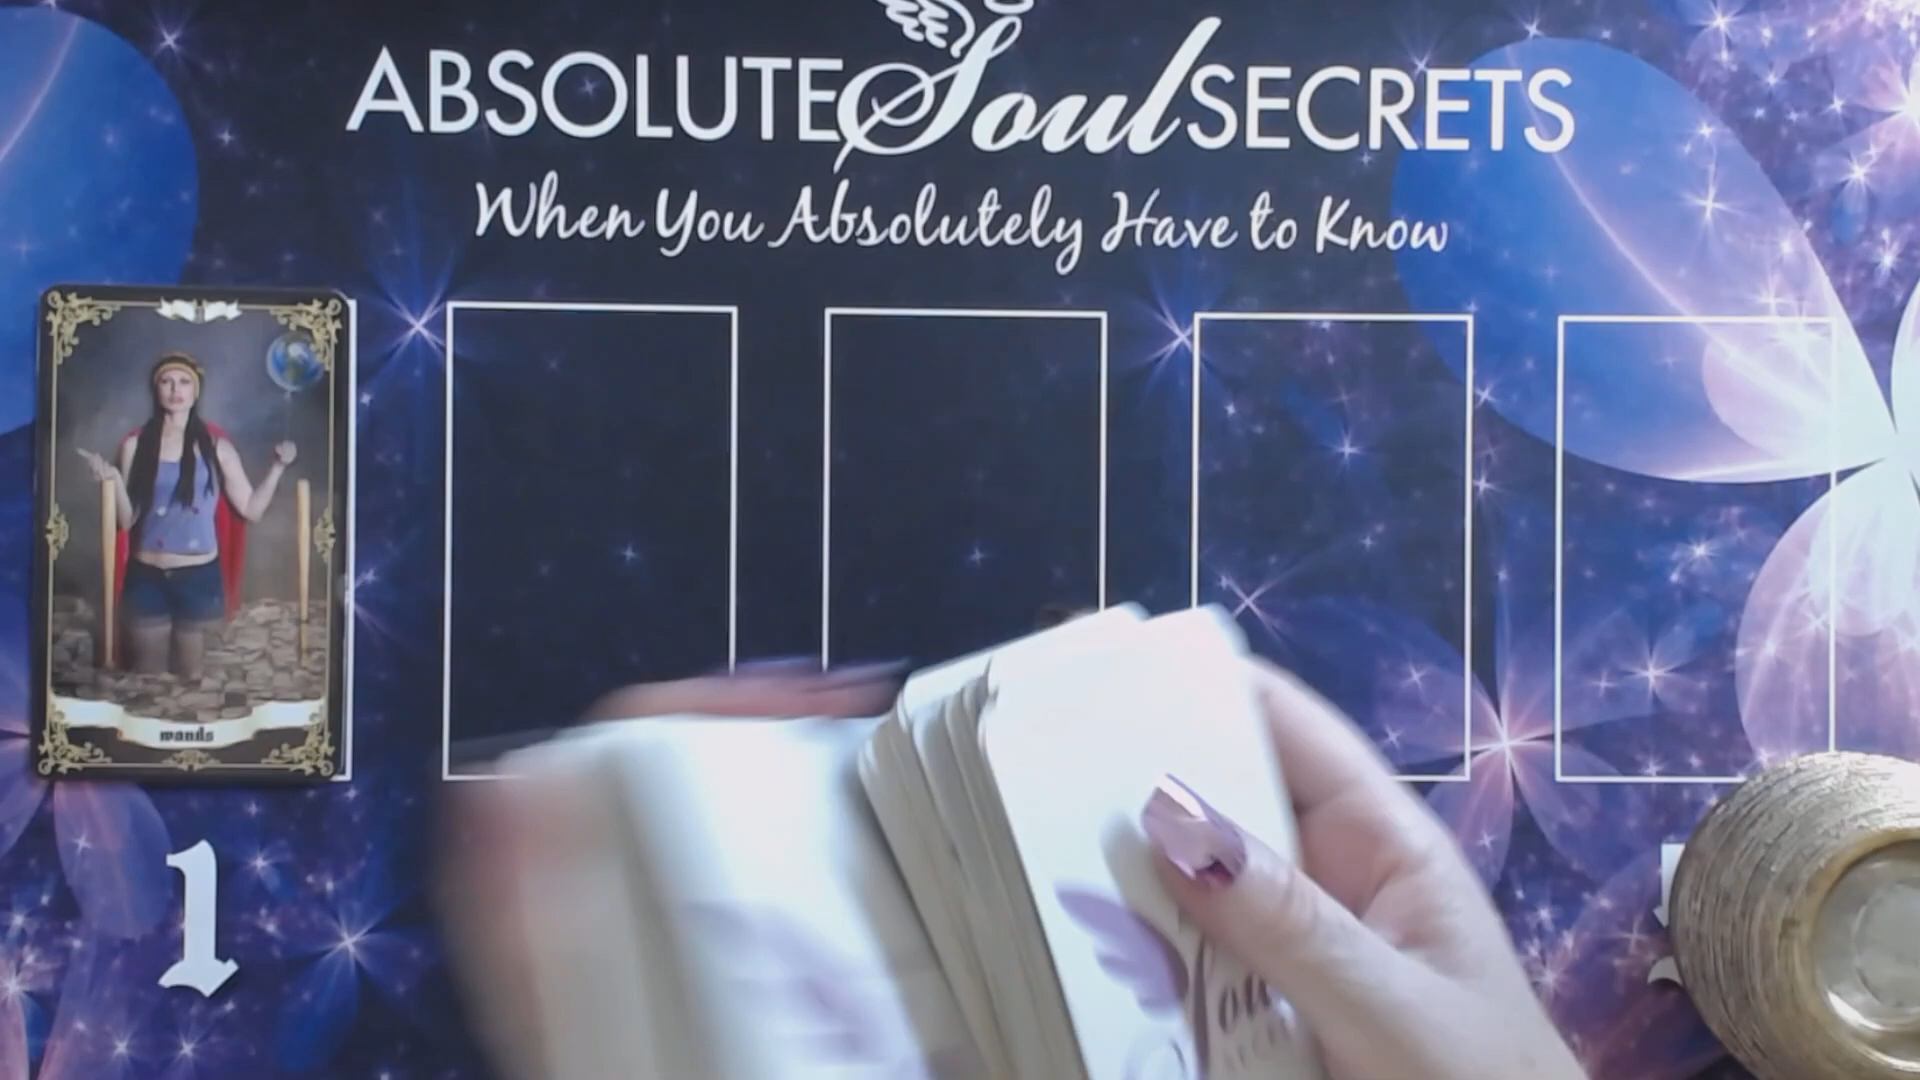 ABSOLUTE Soul SECRETS
When You Absolutely Have to Know
wands
1